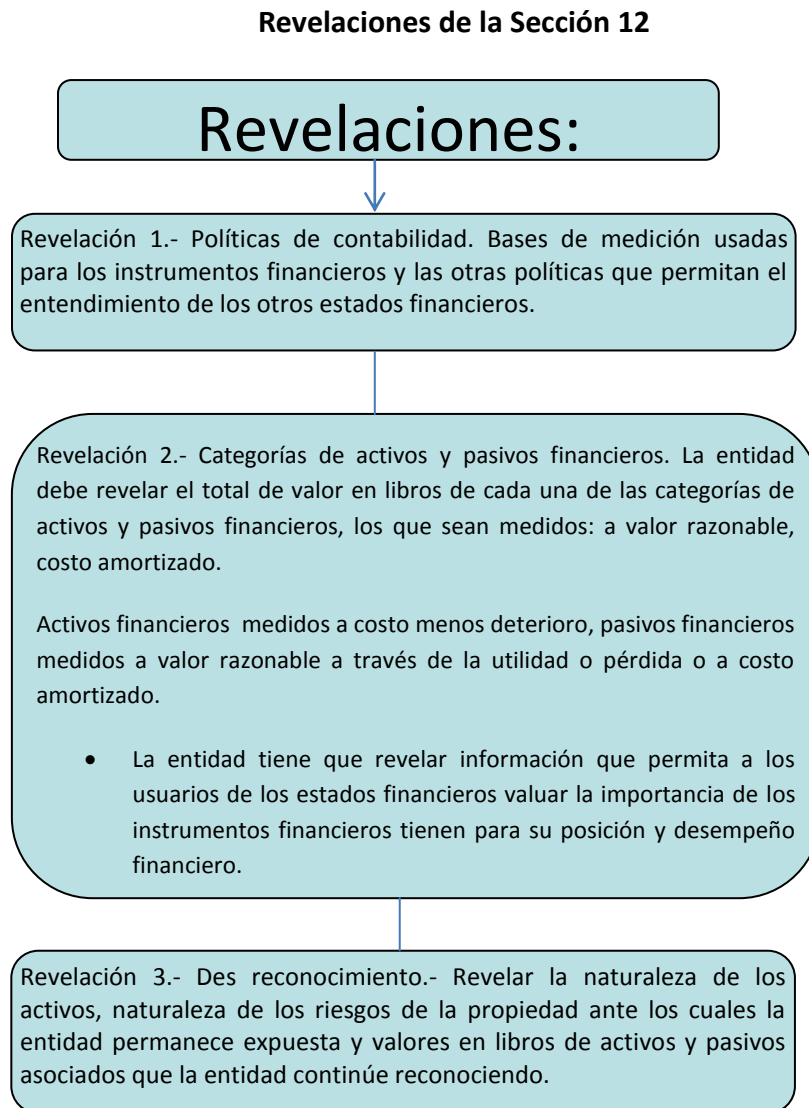 Revelaciones de la Sección 12
Revelaciones:
Revelación 1.- Políticas de contabilidad. Bases de medición usadas
para los instrumentos financieros y las otras políticas que permitan el
entendimiento de los otros estados financieros.
Revelación 2.- Categorías de activos y pasivos financieros. La entidad
debe revelar el total de valor en libros de cada una de las categorías de
activos y pasivos financieros, los que sean medidos: a valor razonable,
costo amortizado.
Activos financieros medidos a costo menos deterioro, pasivos financieros
medidos a valor razonable a través de la utilidad o pérdida o a costo
amortizado.
• La entidad tiene que revelar información que permita a los
usuarios de los estados financieros valuar la importancia de los
instrumentos financieros tienen para su posición y desempeño
financiero.
Revelación 3.- Des reconocimiento.- Revelar la naturaleza de los
activos, naturaleza de los riesgos de la propiedad ante los cuales la
entidad permanece expuesta y valores en libros de activos y pasivos
asociados que la entidad continúe reconociendo.